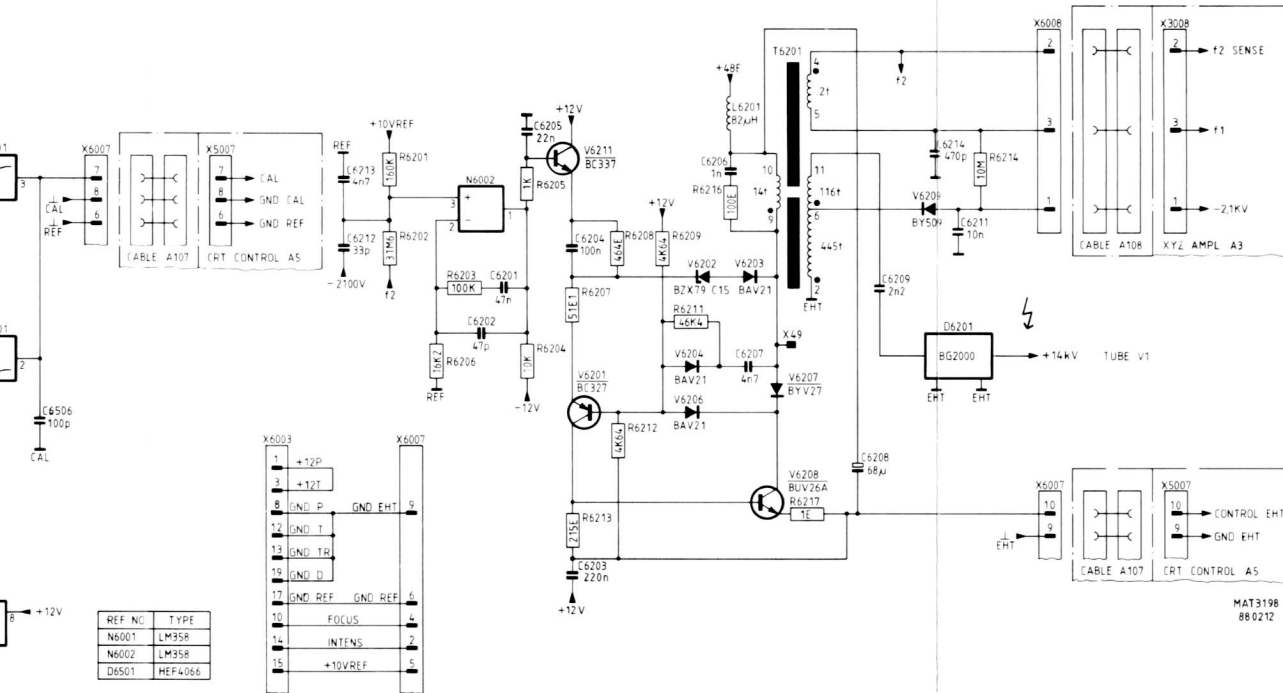 X6008
X3008
2
2
f2 SENSE
3
3
f1
1
1
-2,1KV
CABLE A108
XYZ AMPL A3
T6201
4
2t
5
f2
+48F
L6201
82µH
C6206
1n
R6216
100E
10
14t
9
11
116t
6
445t
2
EHT
C6214
470p
R6214
10M
V6209
BY509
C6211
10n
C6209
2n2
D6201
BG2000
+14kV
TUBE V1
EHT
EHT
01
3
X6007
X5007
7
7
CAL
8
8
GND CAL
6
6
GND REF
CAL
REF
CABLE A107
CRT CONTROL A5
01
2
C6506
100p
CAL
REF
C6213
4n7
+10VREF
R6201
160K
C6212
33p
-2100V
R6202
31M6
f2
N6002
3
+
2
−
1
C6205
22n
+12V
V6211
BC337
1K
R6205
R6203
100K
C6201
47n
C6202
47p
16K2
R6206
REF
10K
R6204
-12V
C6204
100n
R6208
464E
+12V
R6209
4K64
R6207
51E1
V6202
BZX79 C15
V6203
BAV21
R6211
46K4
X49
V6204
BAV21
C6207
4n7
V6207
BYV27
V6201
BC327
V6206
BAV21
R6212
4K64
V6208
BUV26A
R6217
1E
C6208
68µ
R6213
215E
C6203
220n
+12V
X6003
X6007
1
+12P
3
+12T
8
GND P
GND EHT
9
12
GND T
13
GND TR
19
GND D
17
GND REF
GND REF
6
10
FOCUS
4
14
INTENS
2
15
+10VREF
5
X6007
X5007
10
10
CONTROL EHT
9
9
GND EHT
EHT
CABLE A107
CRT CONTROL A5
8
+12V
REF NO TYPE
N6001 LM358
N6002 LM358
D6501 HEF4066
MAT3198
880212